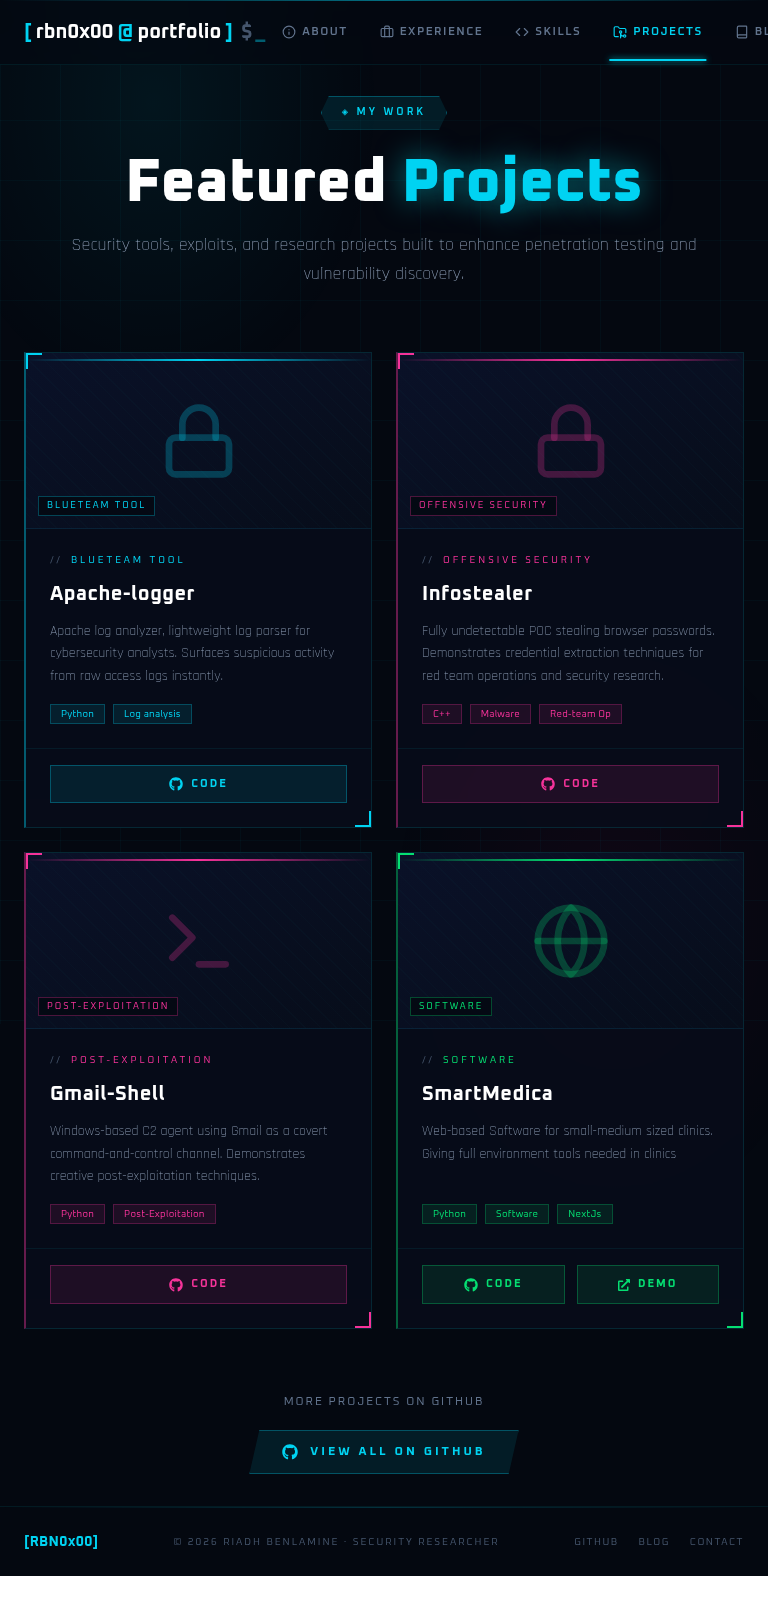 [ rbn0x00 @ portfolio ] $_ ABOUT EXPERIENCE SKILLS PROJECTS BL
◈ MY WORK
Featured Projects
Security tools, exploits, and research projects built to enhance penetration testing and
vulnerability discovery.
BLUETEAM TOOL
// BLUETEAM TOOL
Apache-logger
Apache log analyzer, lightweight log parser for
cybersecurity analysts. Surfaces suspicious activity
from raw access logs instantly.
Python Log analysis
CODE
OFFENSIVE SECURITY
// OFFENSIVE SECURITY
Infostealer
Fully undetectable POC stealing browser passwords.
Demonstrates credential extraction techniques for
red team operations and security research.
C++ Malware Red-team Op
CODE
POST-EXPLOITATION
// POST-EXPLOITATION
Gmail-Shell
Windows-based C2 agent using Gmail as a covert
command-and-control channel. Demonstrates
creative post-exploitation techniques.
Python Post-Exploitation
CODE
SOFTWARE
// SOFTWARE
SmartMedica
Web-based Software for small-medium sized clinics.
Giving full environment tools needed in clinics
Python Software NextJs
CODE DEMO
MORE PROJECTS ON GITHUB
VIEW ALL ON GITHUB
[RBN0x00] © 2026 RIADH BENLAMINE · SECURITY RESEARCHER GITHUB BLOG CONTACT